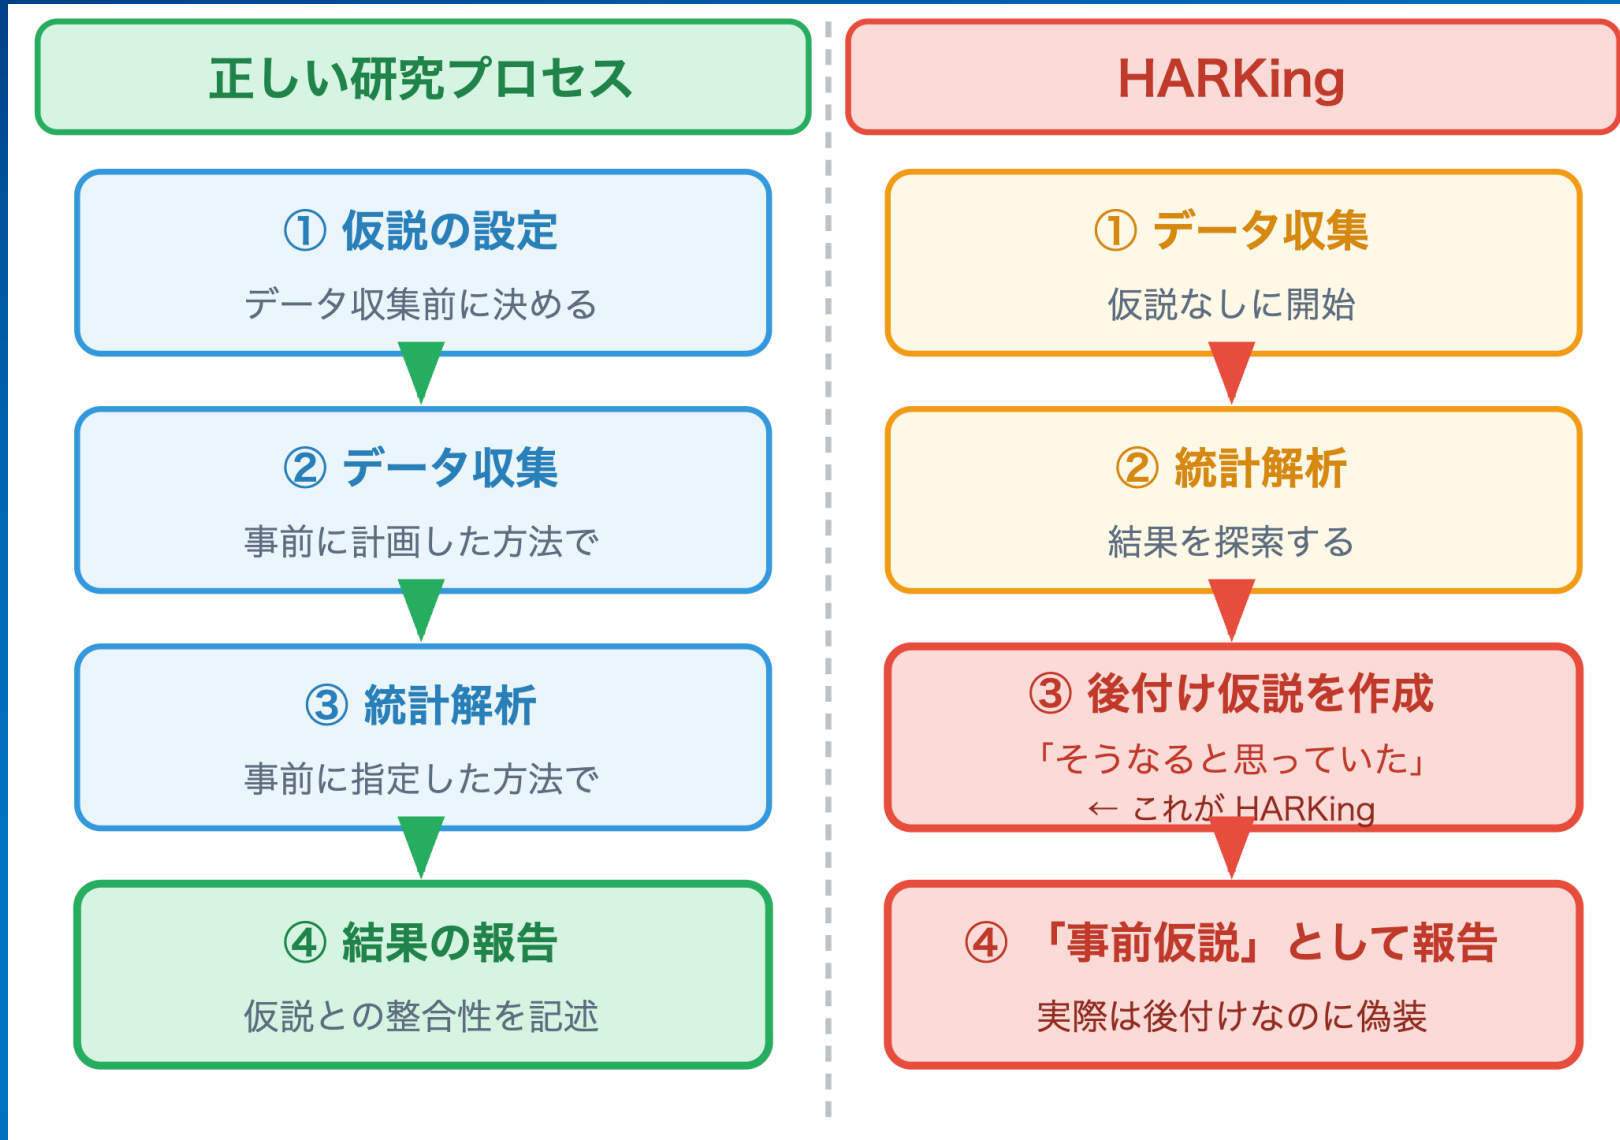 正しい研究プロセス
① 仮説の設定
データ収集前に決める
② データ収集
事前に計画した方法で
③ 統計解析
事前に指定した方法で
④ 結果の報告
仮説との整合性を記述
HARKing
① データ収集
仮説なしに開始
② 統計解析
結果を探索する
③ 後付け仮説を作成
「そうなると思っていた」
← これが HARKing
④ 「事前仮説」として報告
実際は後付けなのに偽装